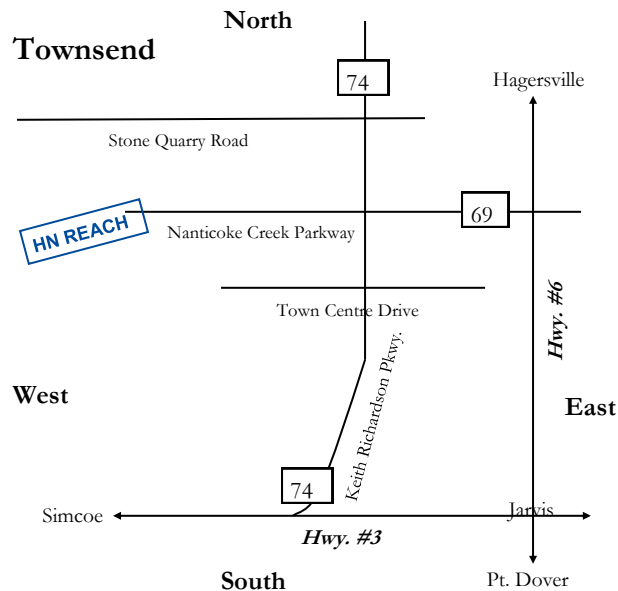 North
Townsend
74
Hagersville
Stone Quarry Road
69
HN REACH
Nanticoke Creek Parkway
Town Centre Drive
Hwy. #6
Keith Richardson Pkwy.
West
East
74
Simcoe
Jarvis
Hwy. #3
South
Pt. Dover